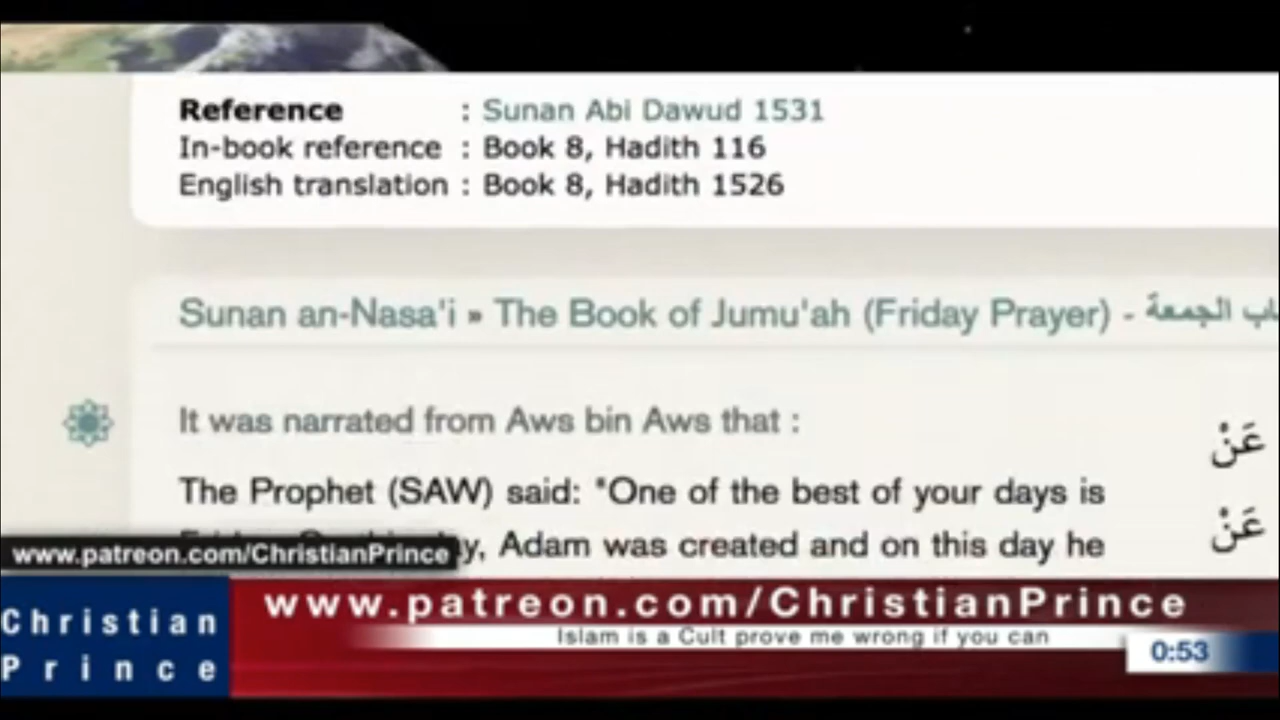 Reference : Sunan Abi Dawud 1531
In-book reference : Book 8, Hadith 116
English translation : Book 8, Hadith 1526
Sunan an-Nasa'i » The Book of Jumu'ah (Friday Prayer) - الجمعة
It was narrated from Aws bin Aws that :
عَنْ
The Prophet (SAW) said: "One of the best of your days is
عَنْ
Adam was created and on this day he
www.patreon.com/ChristianPrince
Christian
Prince
www.patreon.com/ChristianPrince
Islam is a Cult prove me wrong if you can
0:53